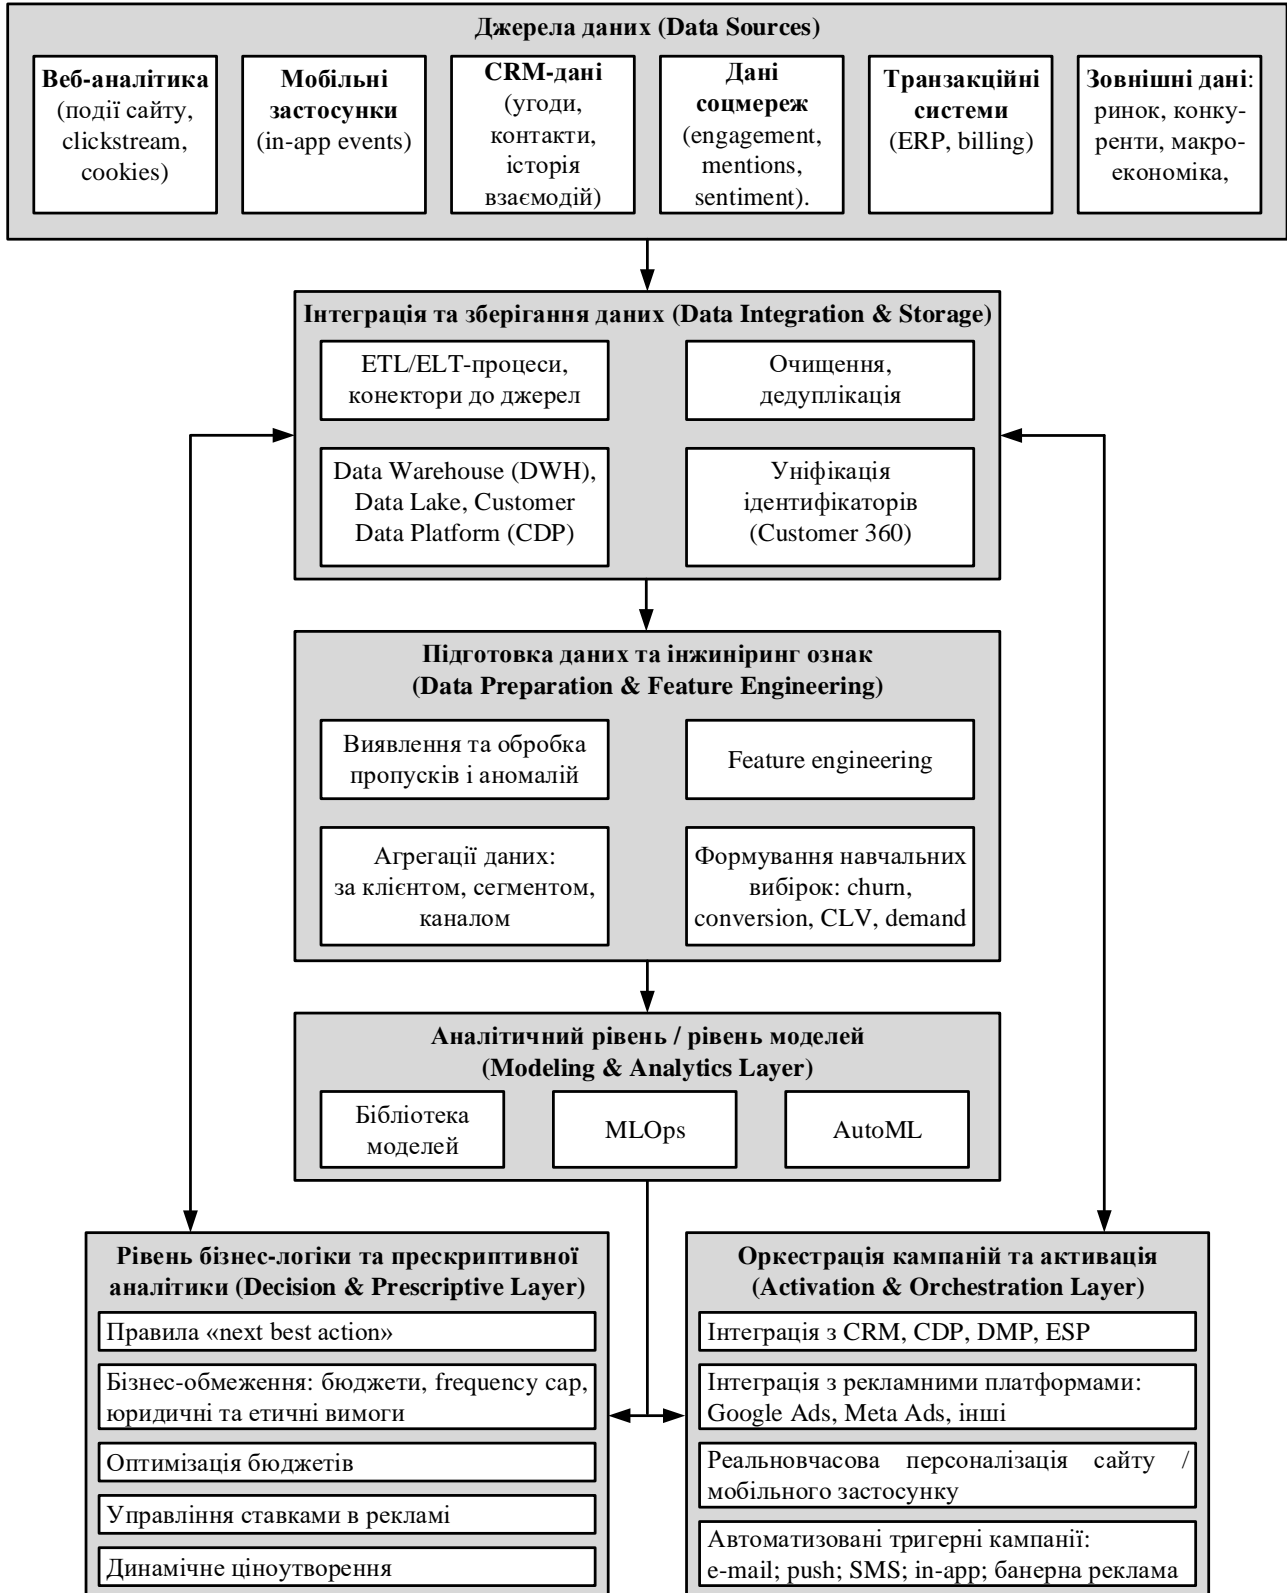 Джерела даних (Data Sources)
Веб-аналітика
(події сайту,
clickstream,
cookies)
Мобільні
застосунки
(in-app events)
CRM-дані
(угоди,
контакти,
історія
взаємодій)
Дані
соцмереж
(engagement,
mentions,
sentiment).
Транзакційні
системи
(ERP, billing)
Зовнішні дані:
ринок, конку-
ренти, макро-
економіка,
Інтеграція та зберігання даних (Data Integration & Storage)
ETL/ELT-процеси,
конектори до джерел
Очищення,
дедуплікація
Data Warehouse (DWH),
Data Lake, Customer
Data Platform (CDP)
Уніфікація
ідентифікаторів
(Customer 360)
Підготовка даних та інжиніринг ознак
(Data Preparation & Feature Engineering)
Виявлення та обробка
пропусків і аномалій
Feature engineering
Агрегації даних:
за клієнтом, сегментом,
каналом
Формування навчальних
вибірок: churn,
conversion, CLV, demand
Аналітичний рівень / рівень моделей
(Modeling & Analytics Layer)
Бібліотека
моделей
MLOps
AutoML
Рівень бізнес-логіки та прескриптивної
аналітики (Decision & Prescriptive Layer)
Правила «next best action»
Бізнес-обмеження: бюджети, frequency cap,
юридичні та етичні вимоги
Оптимізація бюджетів
Управління ставками в рекламі
Динамічне ціноутворення
Оркестрація кампаній та активація
(Activation & Orchestration Layer)
Інтеграція з CRM, CDP, DMP, ESP
Інтеграція з рекламними платформами:
Google Ads, Meta Ads, інші
Реальновчасова персоналізація сайту /
мобільного застосунку
Автоматизовані тригерні кампанії:
e-mail; push; SMS; in-app; банерна реклама